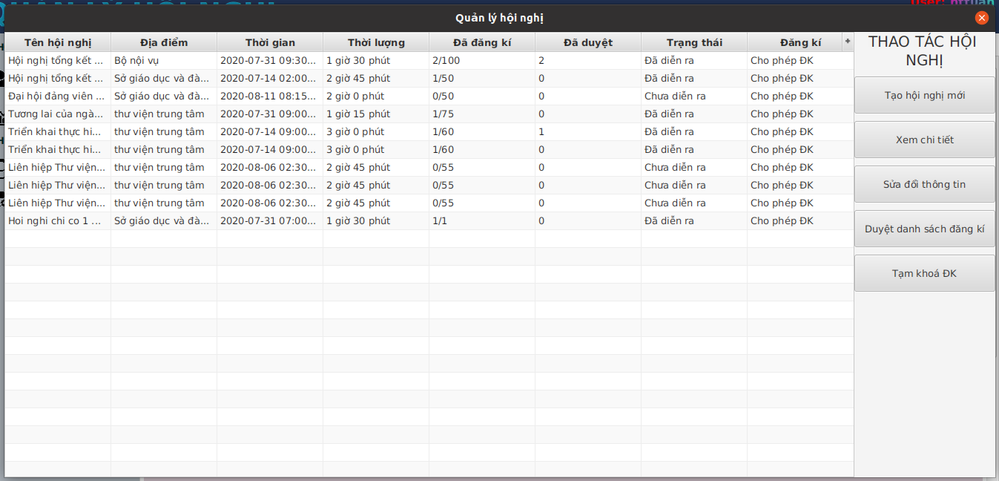 user: nttuan
Quản lý hội nghị
Tên hội nghị Địa điểm Thời gian Thời lượng Đã đăng kí Đã duyệt Trạng thái Đăng kí +
Hội nghị tổng kết ... Bộ nội vụ 2020-07-31 09:30... 1 giờ 30 phút 2/100 2 Đã diễn ra Cho phép ĐK
Hội nghị tổng kết ... Sở giáo dục và đà... 2020-07-14 02:00... 2 giờ 45 phút 1/50 0 Đã diễn ra Cho phép ĐK
Đại hội đảng viên ... Sở giáo dục và đà... 2020-08-11 08:15... 2 giờ 0 phút 0/50 0 Chưa diễn ra Cho phép ĐK
Tương lai của ngà... thư viện trung tâm 2020-07-31 09:00... 1 giờ 15 phút 1/75 0 Đã diễn ra Cho phép ĐK
Triển khai thực hi... thư viện trung tâm 2020-07-14 09:00... 3 giờ 0 phút 1/60 1 Đã diễn ra Cho phép ĐK
Triển khai thực hi... thư viện trung tâm 2020-07-14 09:00... 3 giờ 0 phút 1/60 0 Đã diễn ra Cho phép ĐK
Liên hiệp Thư viện... thư viện trung tâm 2020-08-06 02:30... 2 giờ 45 phút 0/55 0 Chưa diễn ra Cho phép ĐK
Liên hiệp Thư viện... thư viện trung tâm 2020-08-06 02:30... 2 giờ 45 phút 0/55 0 Chưa diễn ra Cho phép ĐK
Liên hiệp Thư viện... thư viện trung tâm 2020-08-06 02:30... 2 giờ 45 phút 0/55 0 Chưa diễn ra Cho phép ĐK
Hoi nghi chi co 1 ... Sở giáo dục và đà... 2020-07-31 07:00... 1 giờ 30 phút 1/1 0 Đã diễn ra Cho phép ĐK
THAO TÁC HỘI
NGHỊ
Tạo hội nghị mới
Xem chi tiết
Sửa đổi thông tin
Duyệt danh sách đăng kí
Tạm khoá ĐK